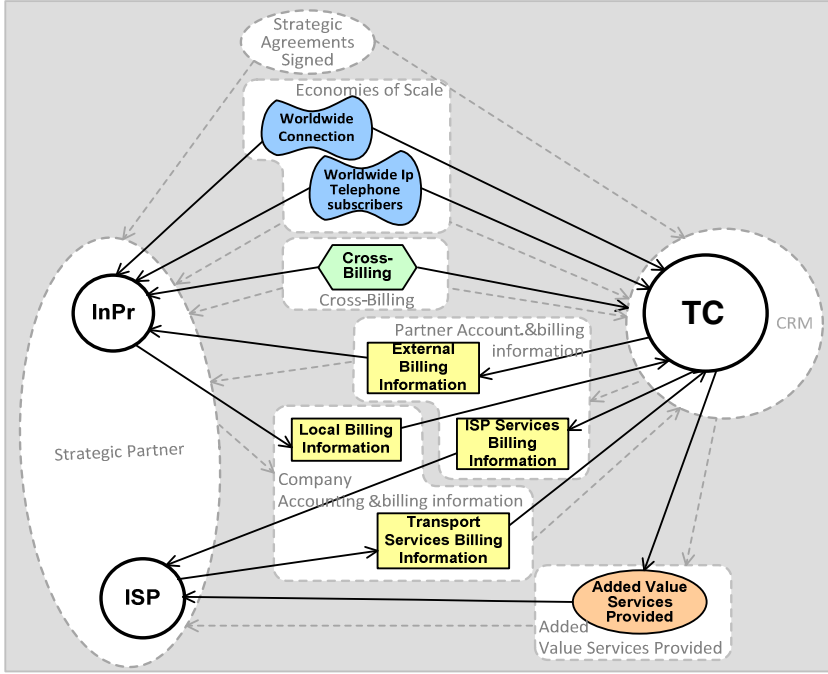 Strategic
Agreements
Signed
Economies of Scale
Worldwide
Connection
Worldwide Ip
Telephone
subscribers
Cross-
Billing
Cross-Billing
InPr
TC
CRM
Partner Account.&billing
information
External
Billing
Information
Local Billing
Information
ISP Services
Billing
Information
Strategic Partner
Company
Accounting &billing information
Transport
Services Billing
Information
ISP
Added Value
Services
Provided
Added
Value Services Provided